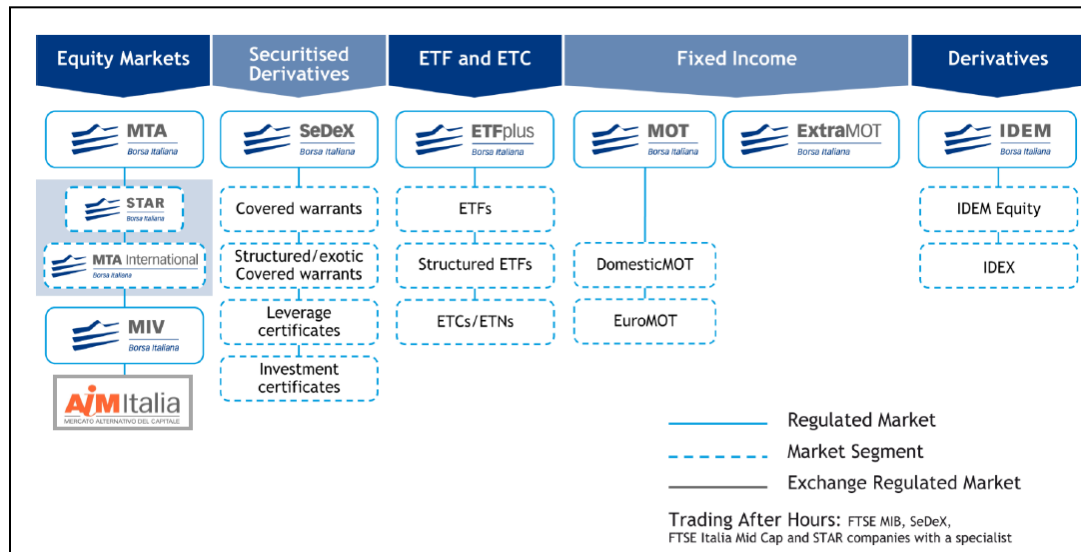 Equity Markets
Securitised
Derivatives
ETF and ETC
Fixed Income
Derivatives
MTA
Borsa Italiana
SeDeX
Borsa Italiana
ETFplus
Borsa Italiana
MOT
Borsa Italiana
ExtraMOT
Borsa Italiana
IDEM
Borsa Italiana
STAR
Borsa Italiana
MTA International
Borsa Italiana
MIV
Borsa Italiana
AiMItalia
MERCATO ALTERNATIVO DEL CAPITALE
Covered warrants
Structured/exotic
Covered warrants
Leverage
certificates
Investment
certificates
ETFs
Structured ETFs
ETCs/ETNs
DomesticMOT
EuroMOT
IDEM Equity
IDEX
Regulated Market
Market Segment
Exchange Regulated Market
Trading After Hours: FTSE MIB, SeDeX,
FTSE Italia Mid Cap and STAR companies with a specialist